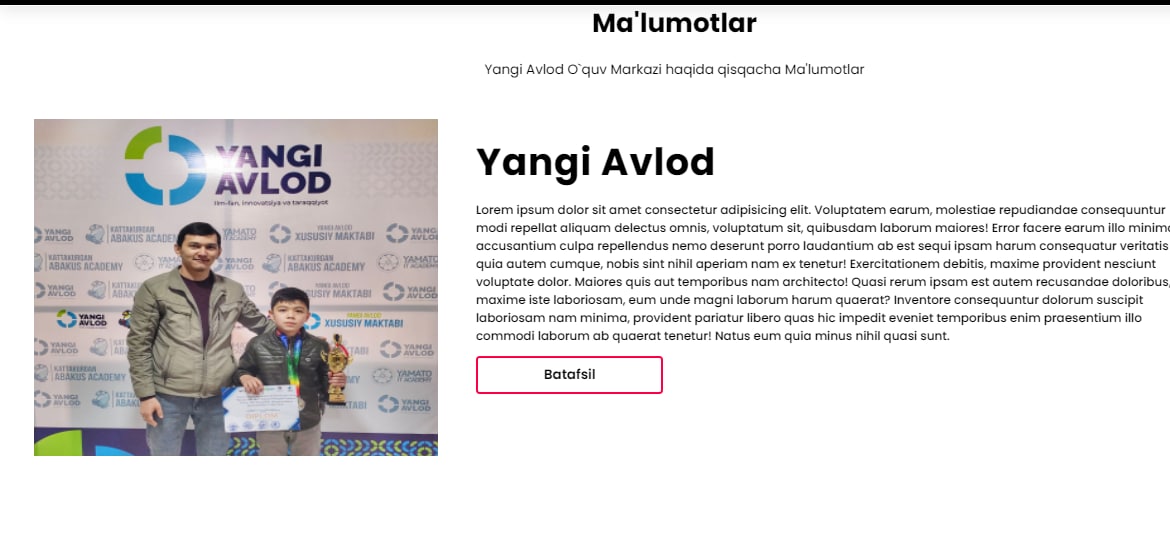 Ma'lumotlar
Yangi Avlod O`quv Markazi haqida qisqacha Ma'lumotlar
YANGI
AVLOD
Ilm-fan, innovatsiya va taraqqiyot
YANGI AVLOD
XUSUSIY MAKTABI
KATTAKURGAN
ABAKUS ACADEMY
YAMATO
IT ACADEMY
DIPLOM
Yangi Avlod
Lorem ipsum dolor sit amet consectetur adipisicing elit. Voluptatem earum, molestiae repudiandae consequuntur
modi repellat aliquam delectus omnis, voluptatum sit, quibusdam laborum maiores! Error facere earum illo minima
accusantium culpa repellendus nemo deserunt porro laudantium ab est sequi ipsam harum consequatur veritatis
quia autem cumque, nobis sint nihil aperiam nam ex tenetur! Exercitationem debitis, maxime provident nesciunt
voluptate dolor. Maiores quis aut temporibus nam architecto! Quasi rerum ipsam est autem recusandae doloribus,
maxime iste laboriosam, eum unde magni laborum harum quaerat? Inventore consequuntur dolorum suscipit
laboriosam nam minima, provident pariatur libero quas hic impedit eveniet temporibus enim praesentium illo
commodi laborum ab quaerat tenetur! Natus eum quia minus nihil quasi sunt.
Batafsil